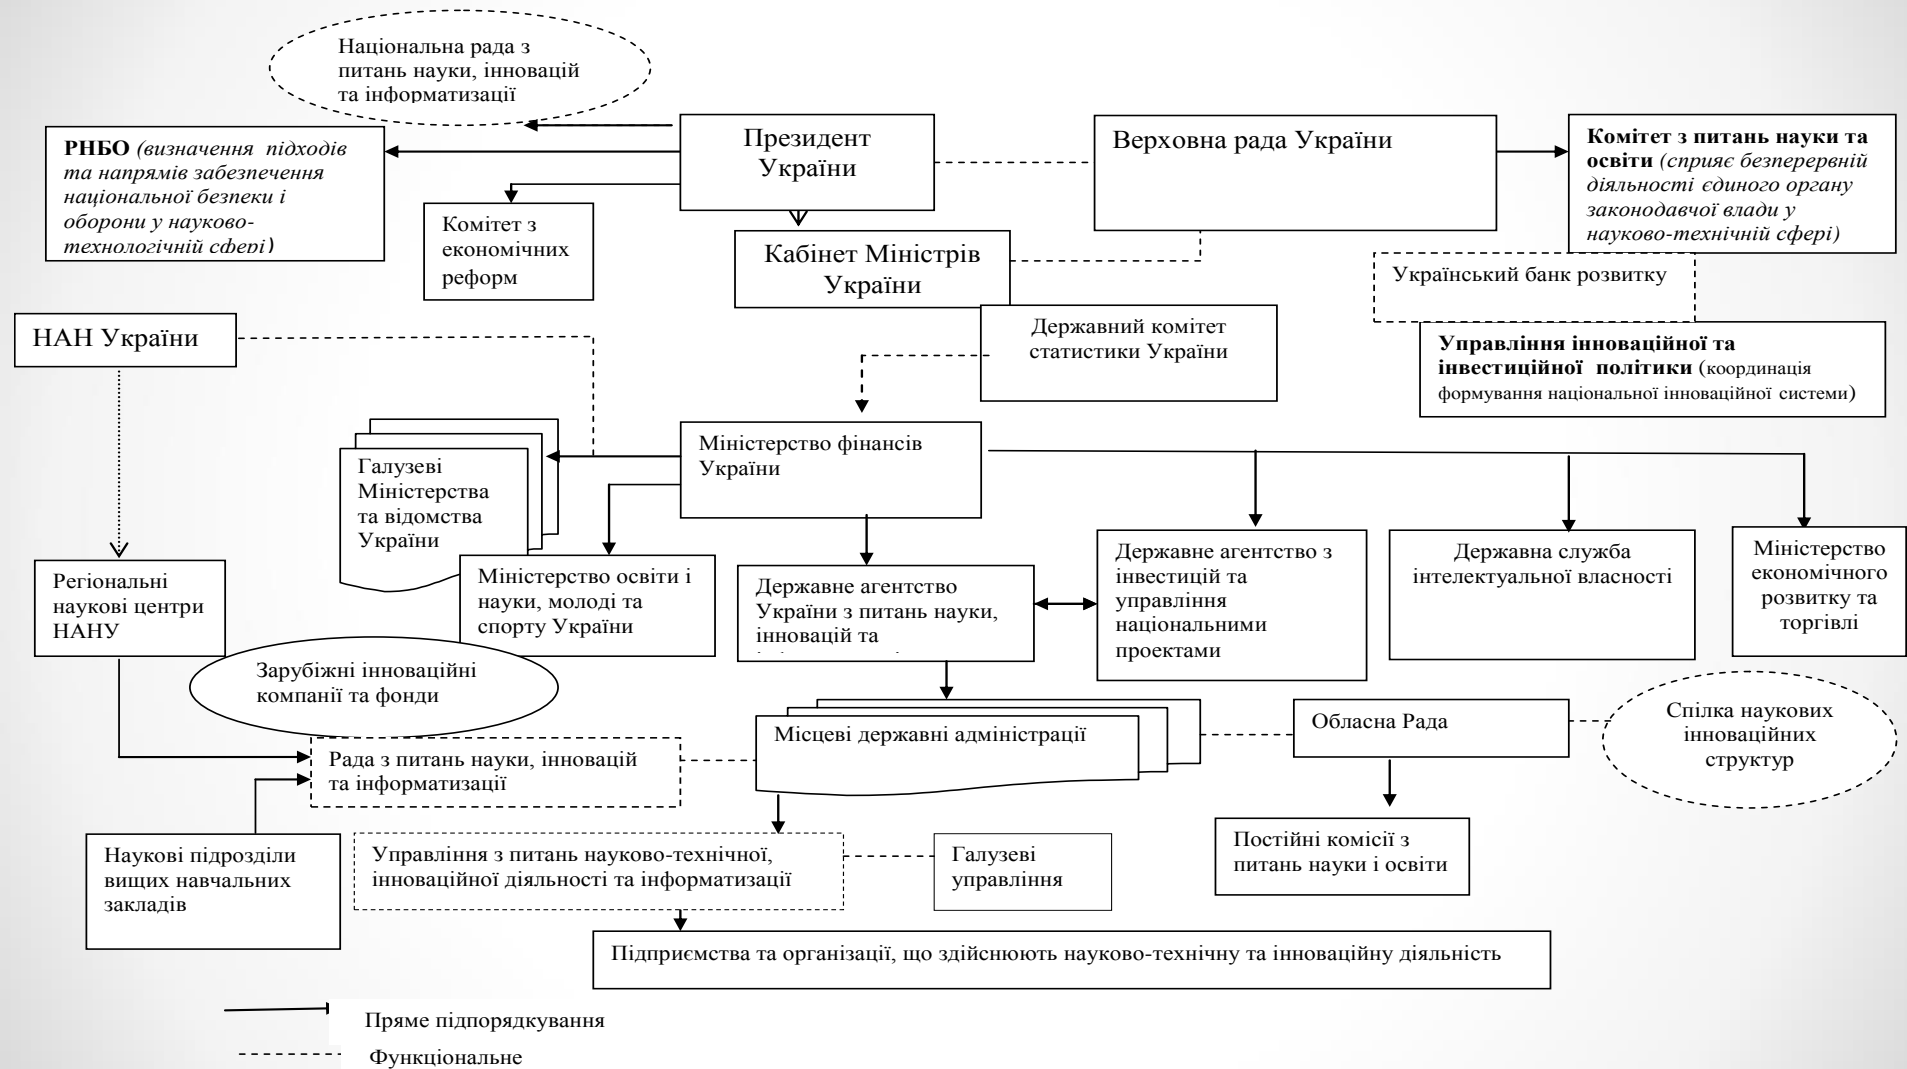 Національна рада з
питань науки, інновацій
та інформатизації
РНБО (визначення підходів
та напрямів забезпечення
національної безпеки і
оборони у науково-
технологічній сфері)
Президент
України
Верховна рада України
Комітет з питань науки та
освіти (сприяє безперервній
діяльності єдиного органу
законодавчої влади у
науково-технічній сфері)
Комітет з
економічних
реформ
Кабінет Міністрів
України
Український банк розвитку
НАН України
Державний комітет
статистики України
Управління інноваційної та
інвестиційної політики (координація
формування національної інноваційної системи)
Галузеві
Міністерства
та відомства
України
Міністерство фінансів
України
Регіональні
наукові центри
НАНУ
Міністерство освіти і
науки, молоді та
спорту України
Державне агентство
України з питань науки,
інновацій та
Державне агентство з
інвестицій та
управління
національними
проектами
Державна служба
інтелектуальної власності
Міністерство
економічного
розвитку та
торгівлі
Зарубіжні інноваційні
компанії та фонди
Рада з питань науки, інновацій
та інформатизації
Місцеві державні адміністрації
Обласна Рада
Спілка наукових
інноваційних
структур
Наукові підрозділи
вищих навчальних
закладів
Управління з питань науково-технічної,
інноваційної діяльності та інформатизації
Галузеві
управління
Постійні комісії з
питань науки і освіти
Підприємства та організації, що здійснюють науково-технічну та інноваційну діяльність
Пряме підпорядкування
Функціональне